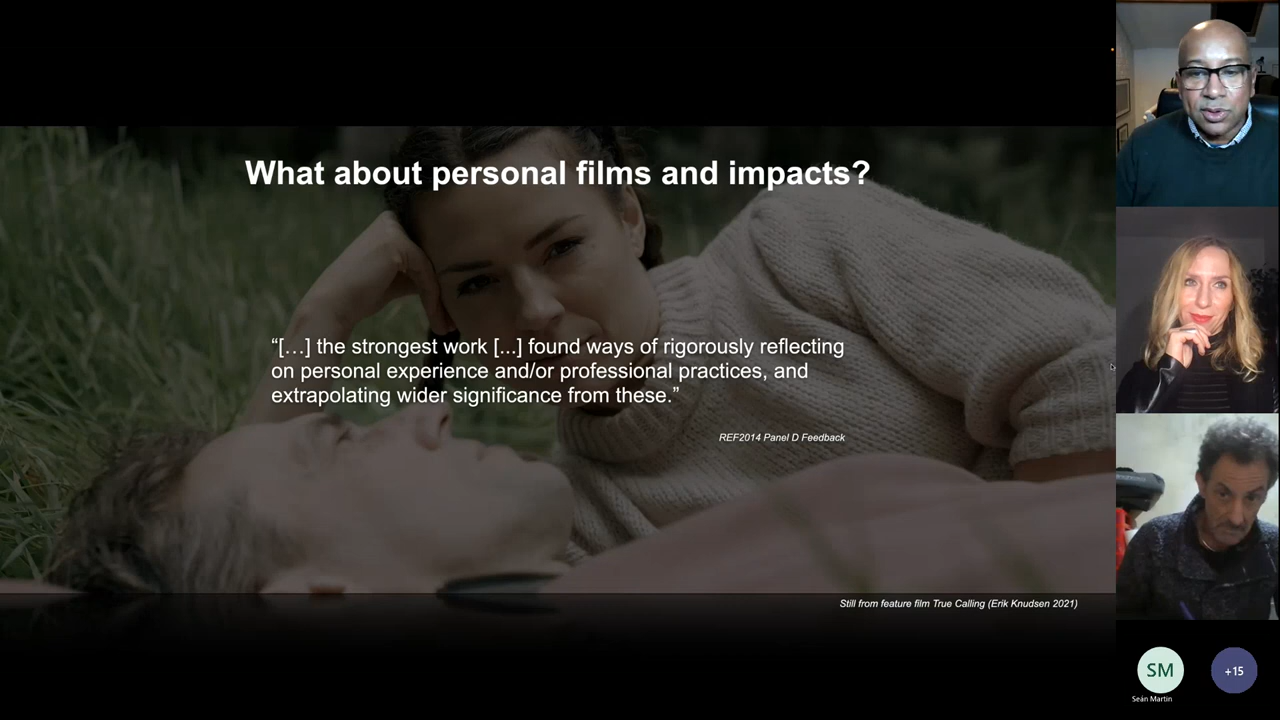 What about personal films and impacts?
“[…] the strongest work [...] found ways of rigorously reflecting
on personal experience and/or professional practices, and
extrapolating wider significance from these.”
REF2014 Panel D Feedback
Still from feature film True Calling (Erik Knudsen 2021)
SM
+15
Seán Martin